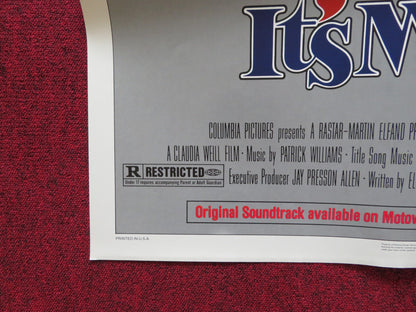 It's M
COLUMBIA PICTURES presents A RASTAR-MARTIN ELFAND P
A CLAUDIA WEILL FILM · Music by PATRICK WILLIAMS · Title Song Music
R RESTRICTED
Under 17 requires accompanying Parent or Adult Guardian
Executive Producer JAY PRESSON ALLEN · Written by EL
Original Soundtrack available on Motow
PRINTED IN U.S.A.